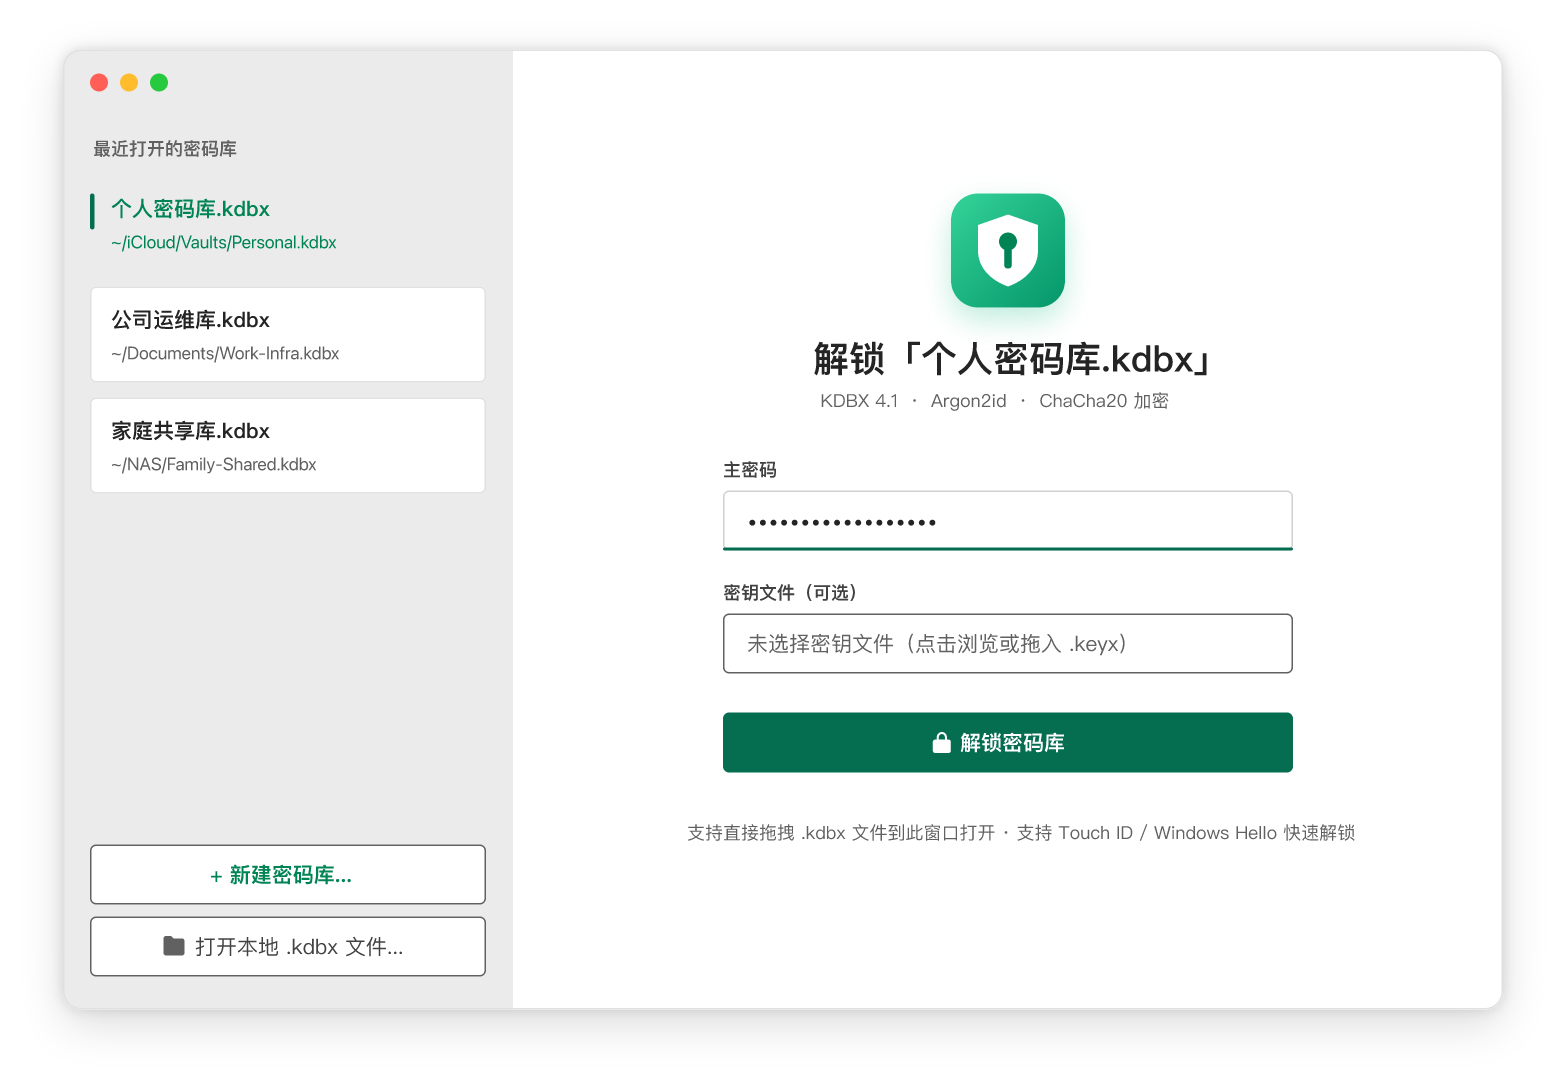 最近打开的密码库
个人密码库.kdbx
~/iCloud/Vaults/Personal.kdbx
公司运维库.kdbx
~/Documents/Work-Infra.kdbx
家庭共享库.kdbx
~/NAS/Family-Shared.kdbx
+ 新建密码库...
打开本地 .kdbx 文件...
解锁「个人密码库.kdbx」
KDBX 4.1 · Argon2id · ChaCha20 加密
主密码
••••••••••••••••••
密钥文件（可选）
未选择密钥文件（点击浏览或拖入 .keyx）
解锁密码库
支持直接拖拽 .kdbx 文件到此窗口打开 · 支持 Touch ID / Windows Hello 快速解锁